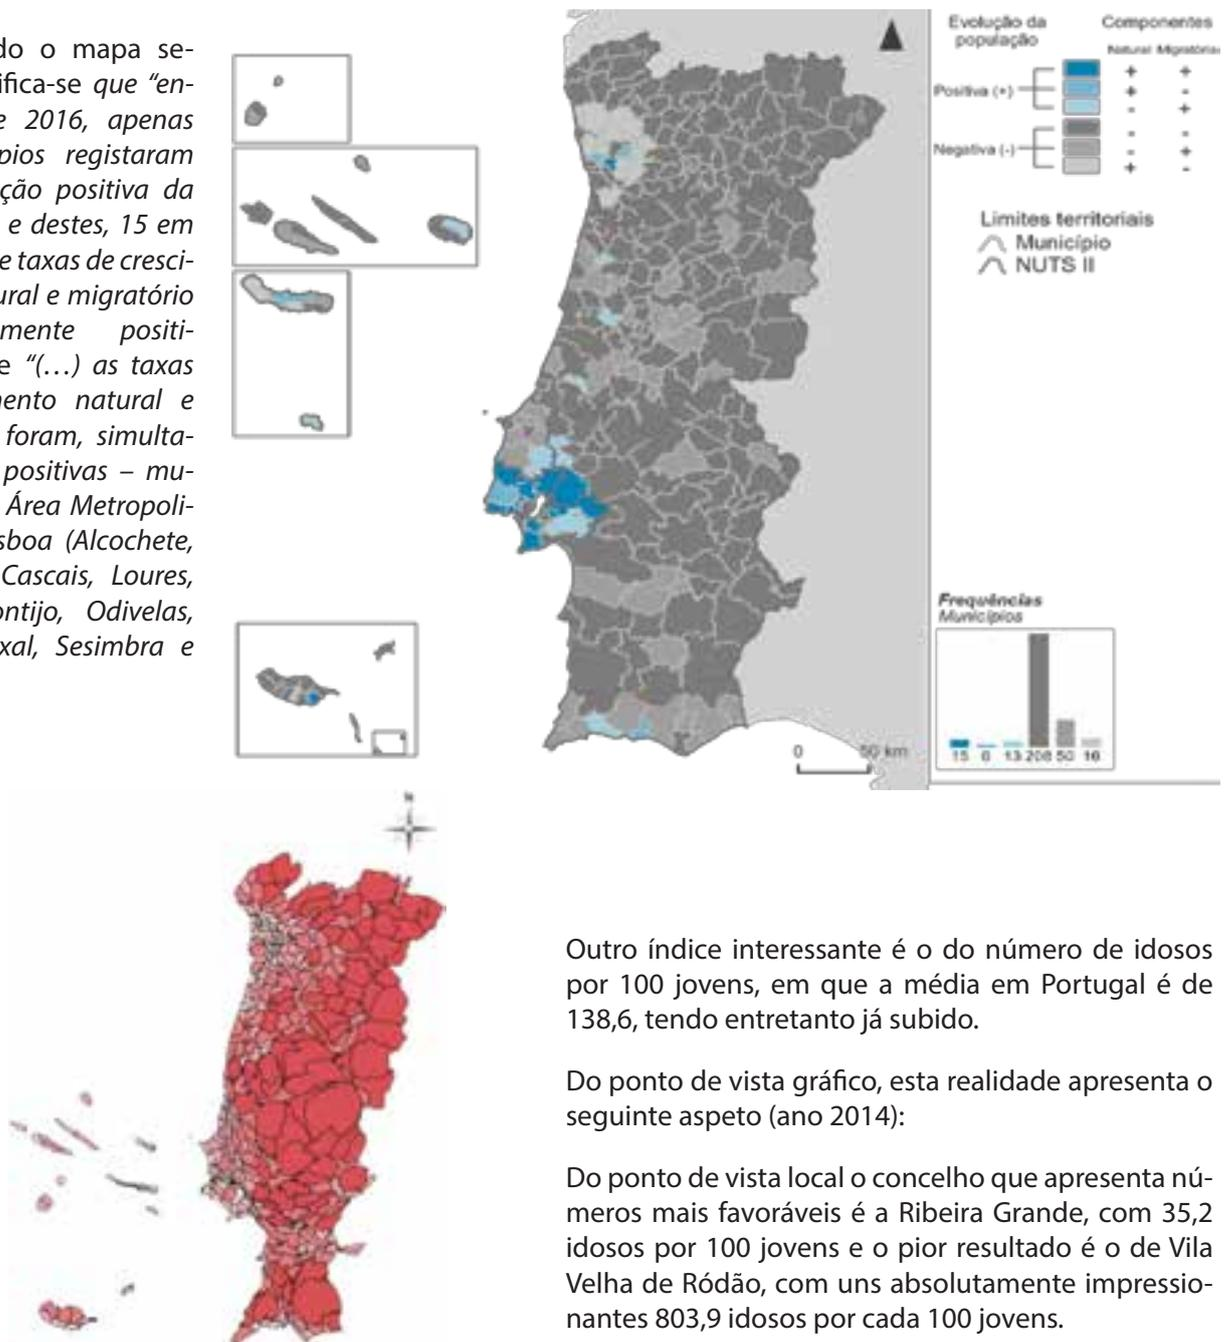 do o mapa se-
ifica-se que “en-
e 2016, apenas
pios registaram
ção positiva da
e destes, 15 em
e taxas de cresci-
ural e migratório
mente positi-
e “(…) as taxas
mento natural e
foram, simulta-
positivas – mu-
Área Metropoli-
sboa (Alcochete,
Cascais, Loures,
ontijo, Odivelas,
xal, Sesimbra e
Evolução da
população
Componentes
Natural Migratória
Positiva (+)
+ +
+ -
- +
Negativa (-)
- -
- +
+ -
Limites territoriais
Município
NUTS II
Frequências
Municípios
15 6 13 208 50 16
0 50 km
N
Outro índice interessante é o do número de idosos
por 100 jovens, em que a média em Portugal é de
138,6, tendo entretanto já subido.
Do ponto de vista gráfico, esta realidade apresenta o
seguinte aspeto (ano 2014):
Do ponto de vista local o concelho que apresenta nú-
meros mais favoráveis é a Ribeira Grande, com 35,2
idosos por 100 jovens e o pior resultado é o de Vila
Velha de Ródão, com uns absolutamente impressio-
nantes 803,9 idosos por cada 100 jovens.